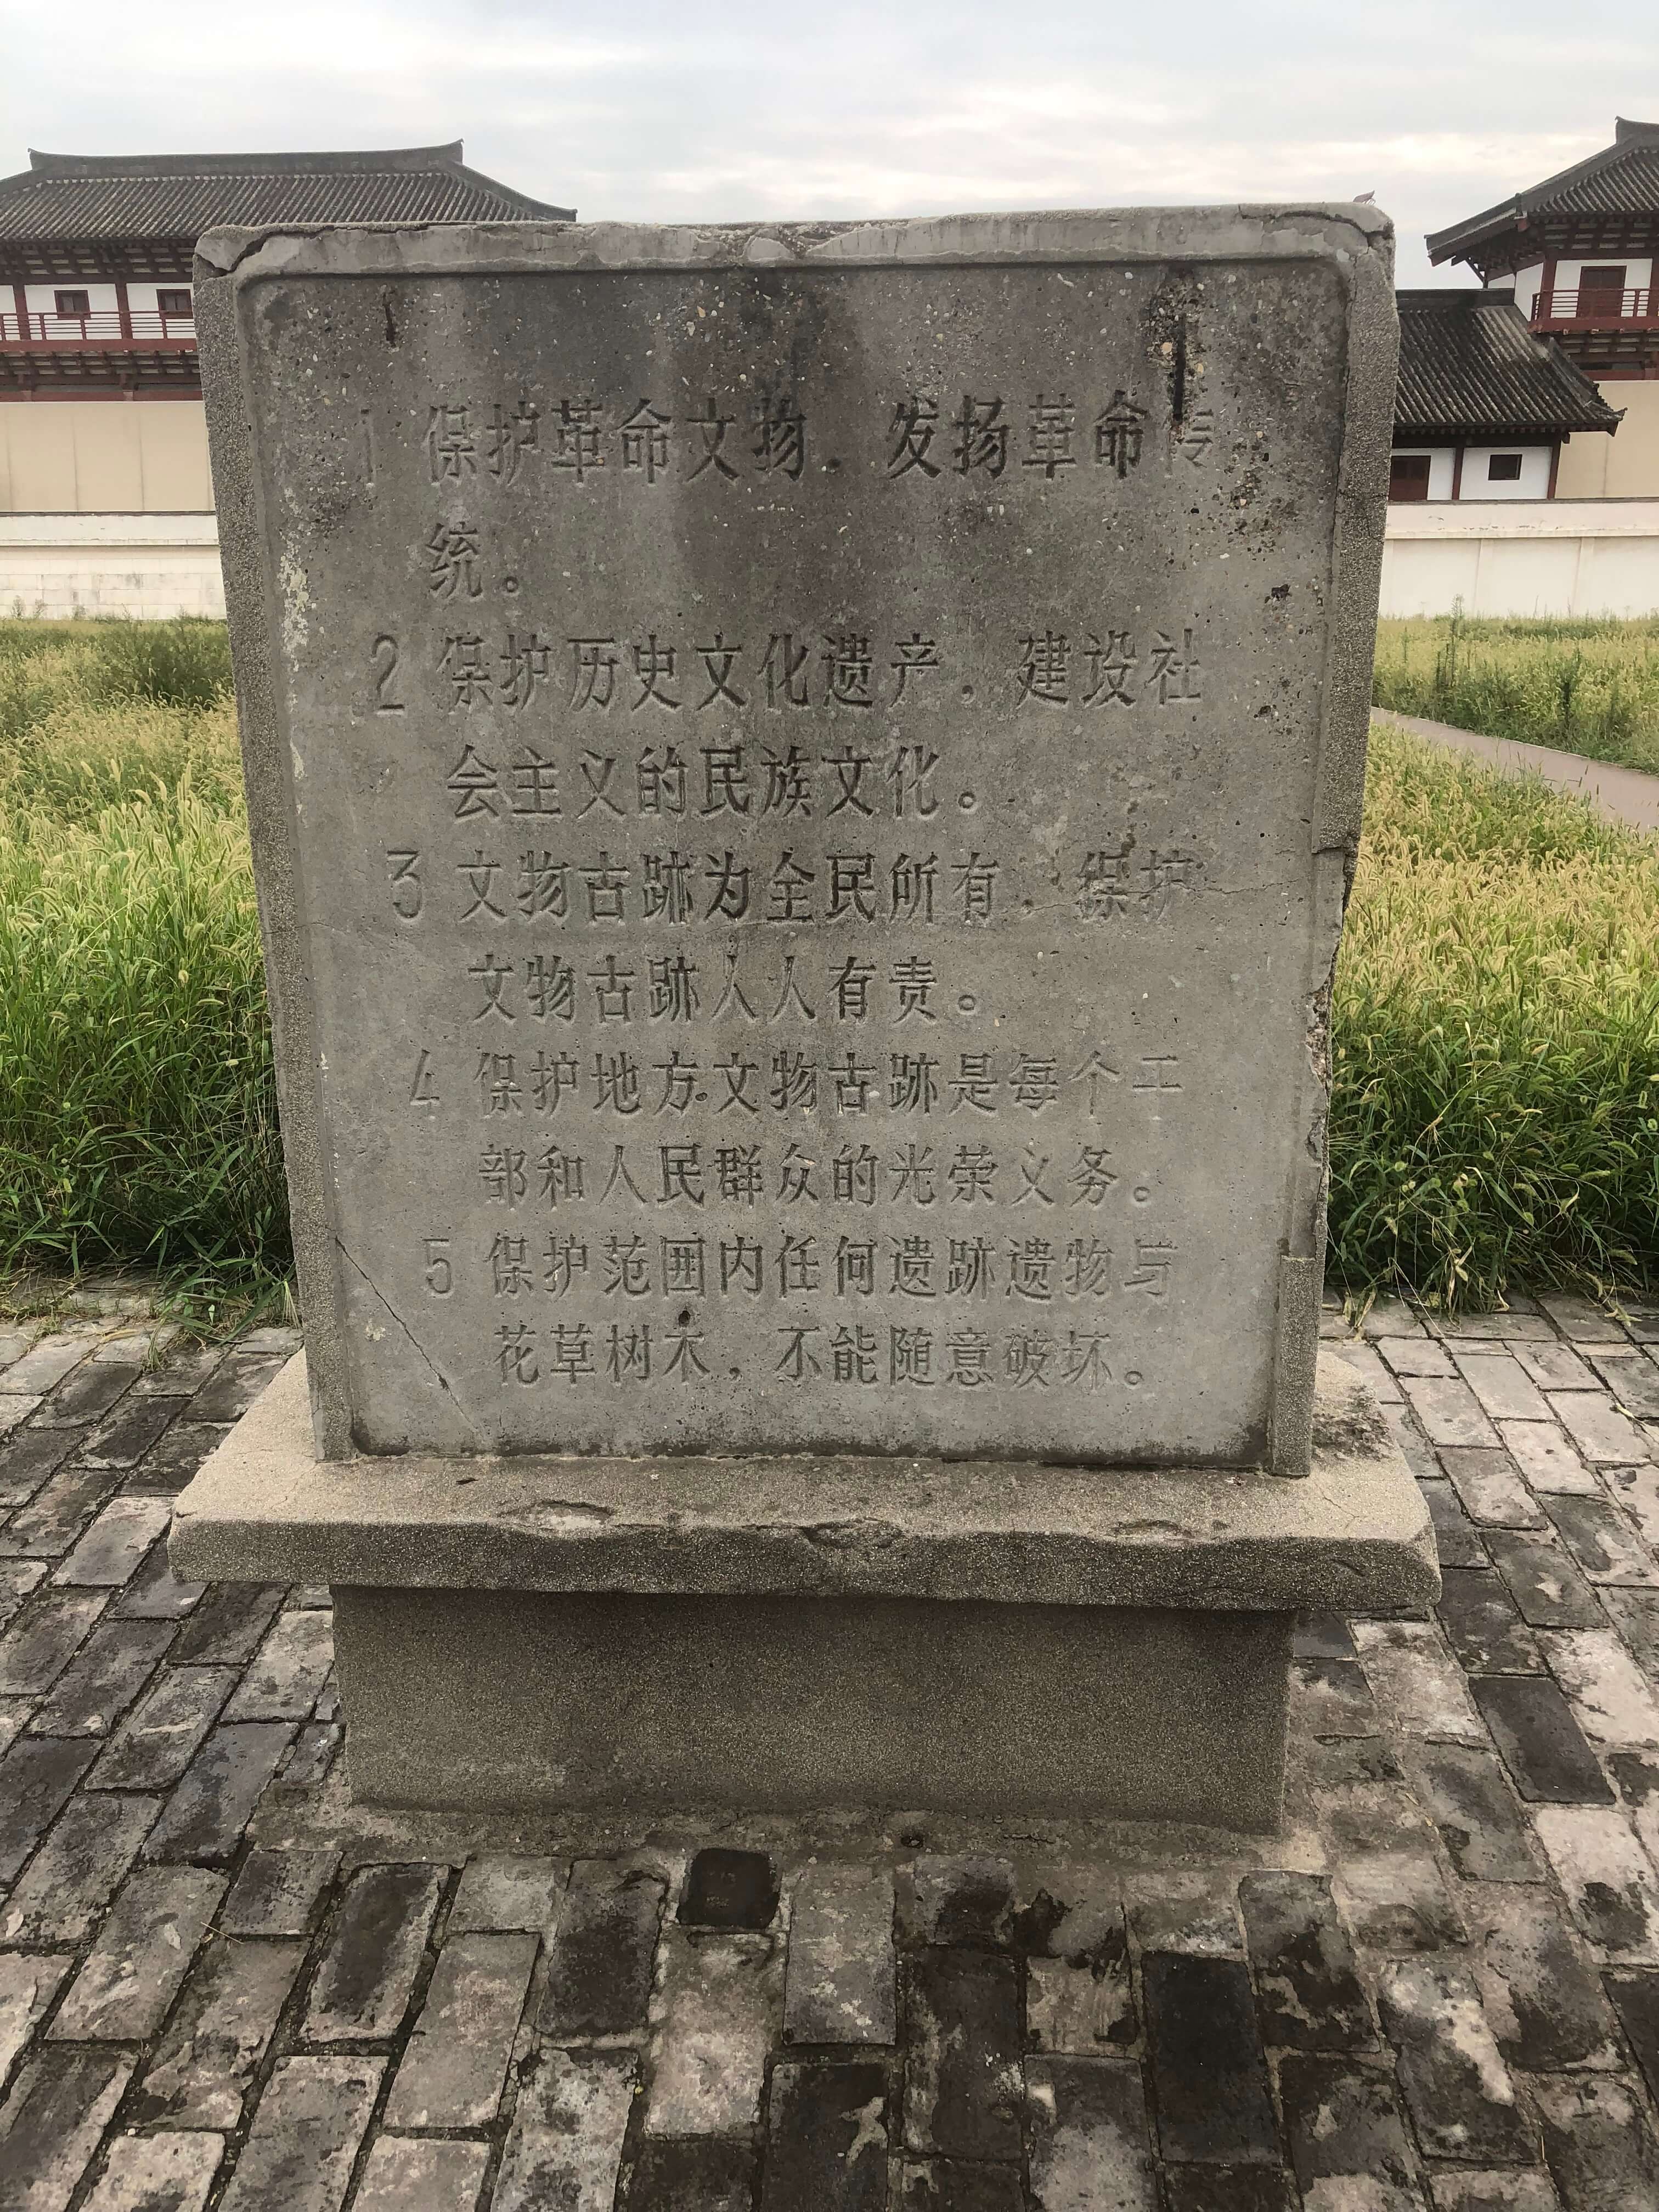 1 保护革命文物，发扬革命传
统。
2 保护历史文化遗产，建设社
会主义的民族文化。
3 文物古跡为全民所有，保护
文物古跡人人有责。
4 保护地方文物古跡是每个干
部和人民群众的光荣义务。
5 保护范围内任何遗跡遗物与
花草树木，不能随意破坏。